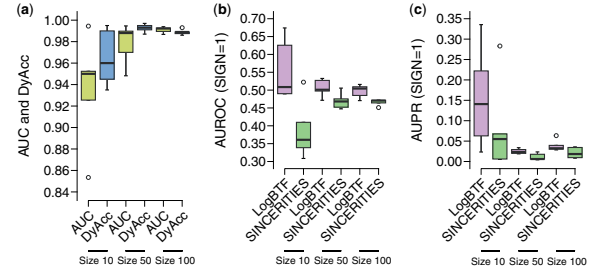 (a)
AUC and DyAcc
1.00
0.98
0.96
0.94
0.92
0.90
0.88
0.86
0.84
AUC
DyAcc
AUC
DyAcc
AUC
DyAcc
Size 10 Size 50 Size 100
(b)
AUROC (SIGN=1)
0.70
0.65
0.60
0.55
0.50
0.45
0.40
0.35
0.30
LogBTF
SINCERITIES
LogBTF
SINCERITIES
LogBTF
SINCERITIES
Size 10 Size 50 Size 100
(c)
AUPR (SIGN=1)
0.35
0.30
0.25
0.20
0.15
0.10
0.05
0.00
LogBTF
SINCERITIES
LogBTF
SINCERITIES
LogBTF
SINCERITIES
Size 10 Size 50 Size 100